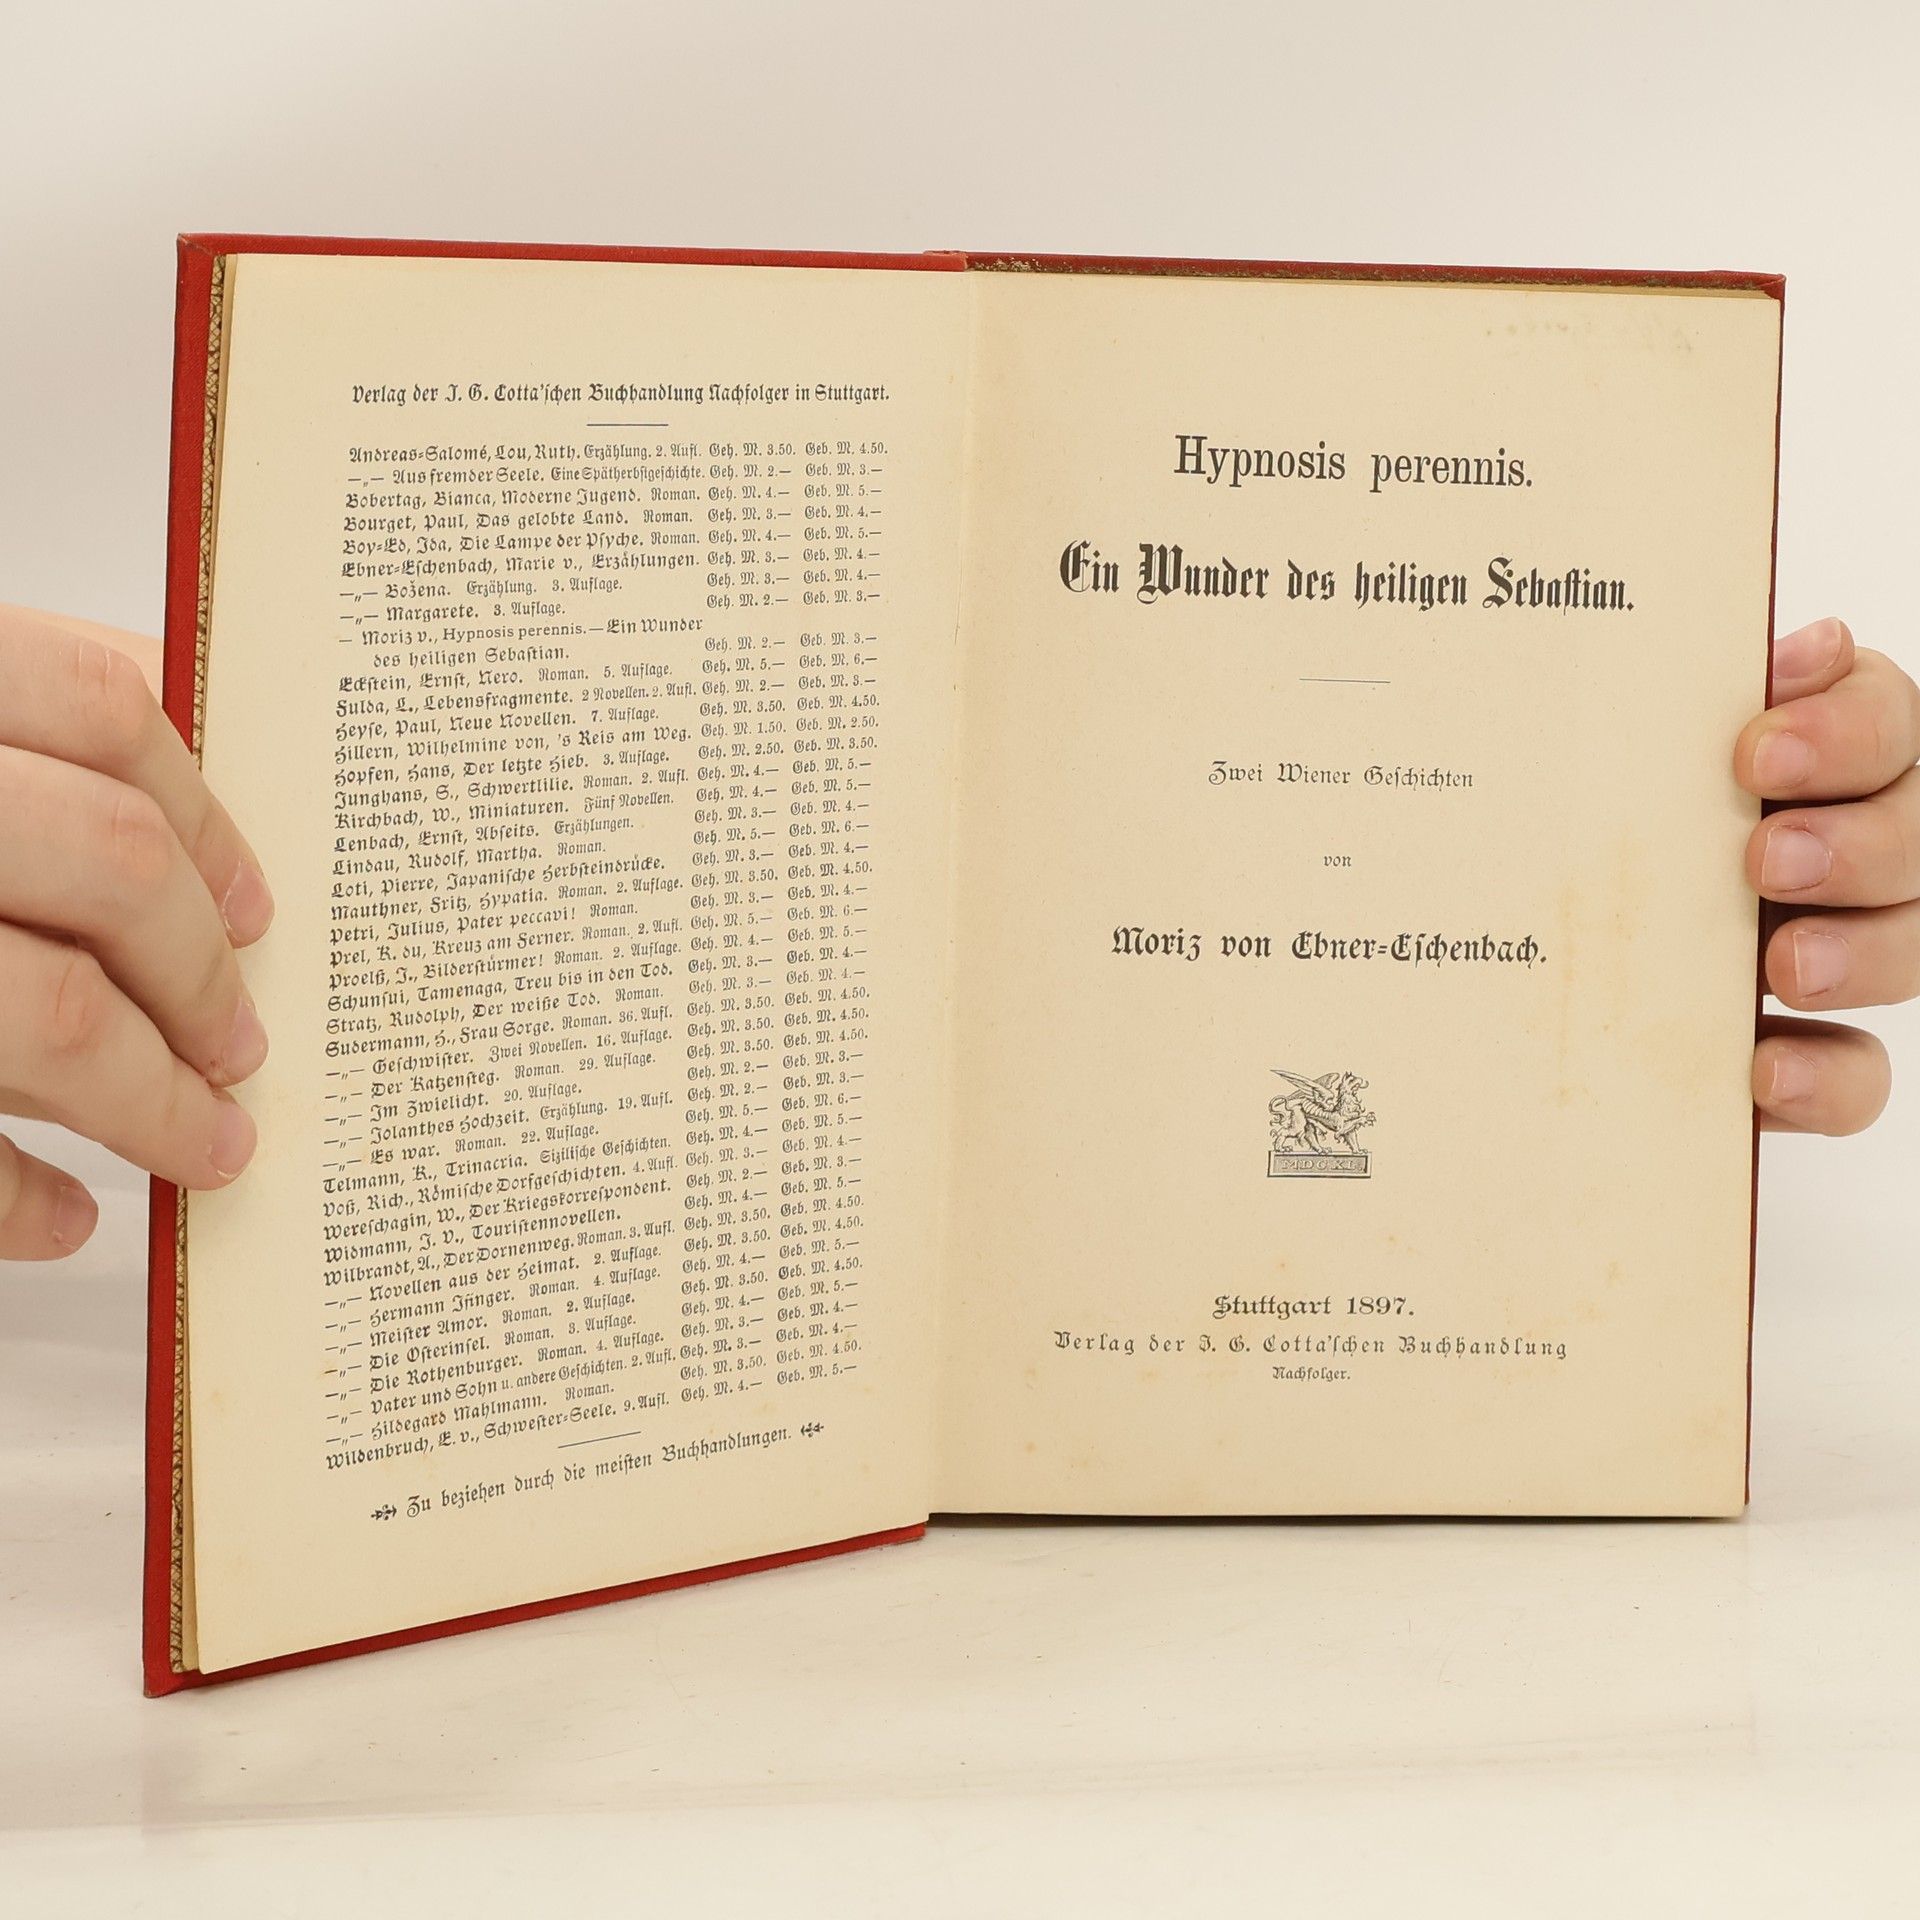 Verlag der J. G. Cotta'schen Buchhandlung Nachfolger in Stuttgart.
Andreas-Salomé, Lou, Ruth. Erzählung. 2. Aufl. Geh. M. 3.50. Geb. M. 4.50.
—„— Aus fremder Seele. Eine Spätherbstgeschichte. Geh. M. 2.— Geb. M. 3.—
Bobertag, Bianca, Moderne Jugend. Roman. Geh. M. 4.— Geb. M. 5.—
Bourget, Paul, Das gelobte Land. Roman. Geh. M. 3.— Geb. M. 4.—
Boy-Ed, Ida, Die Lampe der Psyche. Roman. Geh. M. 4.— Geb. M. 5.—
Ebner-Eschenbach, Marie v., Erzählungen. Geh. M. 3.— Geb. M. 4.—
—„— Božena. Erzählung. 3. Auflage. Geh. M. 3.— Geb. M. 4.—
—„— Margarete. 3. Auflage. Geh. M. 2.— Geb. M. 3.—
— Moriz v., Hypnosis perennis. — Ein Wunder
des heiligen Sebastian. Geh. M. 2.— Geb. M. 3.—
Eckstein, Ernst, Nero. Roman. 5. Auflage. Geh. M. 5.— Geb. M. 6.—
Fulda, L., Lebensfragmente. 2 Novellen. 2. Aufl. Geh. M. 2.— Geb. M. 3.—
Heyse, Paul, Neue Novellen. 7. Auflage. Geh. M. 3.50. Geb. M. 4.50.
Hillern, Wilhelmine von, 's Reis am Weg. Geh. M. 1.50. Geb. M. 2.50.
Hopfen, Hans, Der letzte Hieb. 3. Auflage. Geh. M. 2.50. Geb. M. 3.50.
Junghans, S., Schwertlilie. Roman. 2. Aufl. Geh. M. 4.— Geb. M. 5.—
Kirchbach, W., Miniaturen. Fünf Novellen. Geh. M. 4.— Geb. M. 5.—
Lenbach, Ernst, Abseits. Erzählungen. Geh. M. 3.— Geb. M. 4.—
Lindau, Rudolf, Martha. Roman. Geh. M. 5.— Geb. M. 6.—
Loti, Pierre, Japanische Herbsteindrücke. Geh. M. 3.— Geb. M. 4.—
Mauthner, Fritz, Hypatia. Roman. 2. Auflage. Geh. M. 3.50. Geb. M. 4.50.
Petri, Julius, Pater peccavi! Roman. Geh. M. 3.— Geb. M. 4.—
Prel, K. du, Kreuz am Ferner. Roman. 2. Aufl. Geh. M. 5.— Geb. M. 6.—
Proelß, J., Bilderstürmer! Roman. 2. Auflage. Geh. M. 4.— Geb. M. 5.—
Schunsui, Tamenaga, Treu bis in den Tod. Geh. M. 3.— Geb. M. 4.—
Stratz, Rudolph, Der weiße Tod. Roman. Geh. M. 3.— Geb. M. 4.—
Sudermann, H., Frau Sorge. Roman. 36. Aufl. Geh. M. 3.50. Geb. M. 4.50.
—„— Geschwister. Zwei Novellen. 16. Auflage. Geh. M. 3.50. Geb. M. 4.50.
—„— Der Katzensteg. Roman. 29. Auflage. Geh. M. 3.50. Geb. M. 4.50.
—„— Im Zwielicht. 20. Auflage. Geh. M. 2.— Geb. M. 3.—
—„— Jolanthes Hochzeit. Erzählung. 19. Aufl. Geh. M. 2.— Geb. M. 3.—
—„— Es war. Roman. 22. Auflage. Geh. M. 5.— Geb. M. 6.—
Telmann, K., Trinacria. Sizilische Geschichten. Geh. M. 4.— Geb. M. 5.—
Voß, Rich., Römische Dorfgeschichten. 4. Aufl. Geh. M. 3.— Geb. M. 4.—
Wereschagin, W., Der Kriegskorrespondent. Geh. M. 2.— Geb. M. 3.—
Widmann, J. V., Touristennovellen. Geh. M. 4.— Geb. M. 5.—
Wilbrandt, A., Der Dornenweg. Roman. 3. Aufl. Geh. M. 3.50. Geb. M. 4.50.
—„— Novellen aus der Heimat. 2. Auflage. Geh. M. 3.50. Geb. M. 4.50.
—„— Hermann Ifinger. Roman. 4. Auflage. Geh. M. 4.— Geb. M. 5.—
—„— Meister Amor. Roman. 2. Auflage. Geh. M. 3.50. Geb. M. 4.50.
—„— Die Osterinsel. Roman. 3. Auflage. Geh. M. 4.— Geb. M. 5.—
—„— Die Rothenburger. Roman. 4. Auflage. Geh. M. 3.— Geb. M. 4.—
—„— Vater und Sohn u. andere Geschichten. 2. Aufl. Geh. M. 3.— Geb. M. 4.—
—„— Hildegard Mahlmann. Roman. Geh. M. 3.50. Geb. M. 4.50.
Wildenbruch, E. v., Schwester-Seele. 9. Aufl. Geh. M. 4.— Geb. M. 5.—
Zu beziehen durch die meisten Buchhandlungen.
Hypnosis perennis.
Ein Wunder des heiligen Sebastian.
Zwei Wiener Geschichten
von
Moriz von Ebner-Eschenbach.
MDCXL
Stuttgart 1897.
Verlag der J. G. Cotta'schen Buchhandlung
Nachfolger.